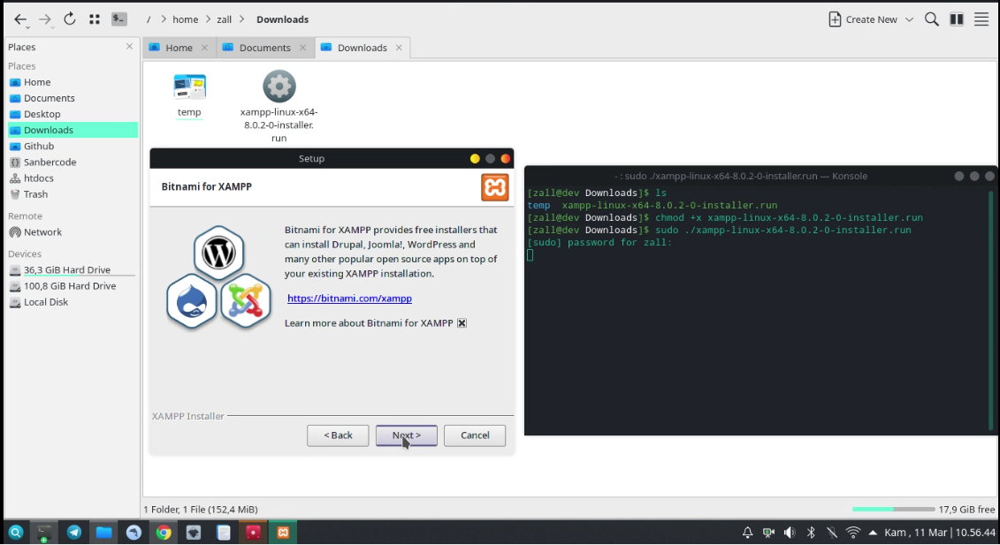 / > home > zall > Downloads
Create New
Places
Places
Home
Documents
Desktop
Downloads
Github
Sanbercode
htdocs
Trash
Remote
Network
Devices
36,3 GiB Hard Drive
100,8 GiB Hard Drive
Local Disk
Home
Documents
Downloads
temp
xampp-linux-x64-
8.0.2-0-installer.
run
Setup
Bitnami for XAMPP
Bitnami for XAMPP provides free installers that
can install Drupal, Joomla!, WordPress and
many other popular open source apps on top of
your existing XAMPP installation.
https://bitnami.com/xampp
Learn more about Bitnami for XAMPP
XAMPP Installer
< Back
Next >
Cancel
- : sudo ./xampp-linux-x64-8.0.2-0-installer.run — Konsole
[zall@dev Downloads]$ ls
temp xampp-linux-x64-8.0.2-0-installer.run
[zall@dev Downloads]$ chmod +x xampp-linux-x64-8.0.2-0-installer.run
[zall@dev Downloads]$ sudo ./xampp-linux-x64-8.0.2-0-installer.run
[sudo] password for zall:
1 Folder, 1 File (152,4 MiB)
17,9 GiB free
Kam , 11 Mar | 10.56.44